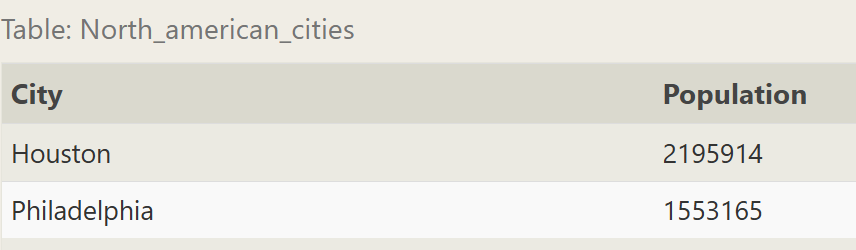 Table: North_american_cities
City Population
Houston 2195914
Philadelphia 1553165